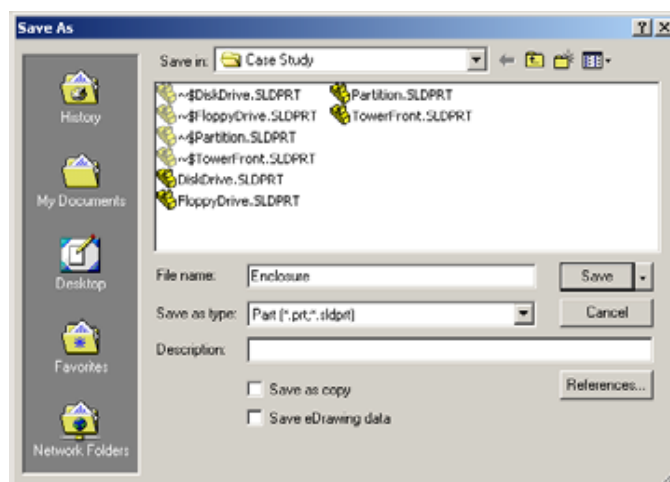 Save As
Save in: Case Study
~$DiskDrive.SLDPRT Partition.SLDPRT
~$FloppyDrive.SLDPRT TowerFront.SLDPRT
~$Partition.SLDPRT
~$TowerFront.SLDPRT
DiskDrive.SLDPRT
FloppyDrive.SLDPRT
History
My Documents
Desktop
Favorites
Network Folders
File name: Enclosure Save
Save as type: Part (*.prt;*.sldprt) Cancel
Description:
Save as copy References...
Save eDrawing data